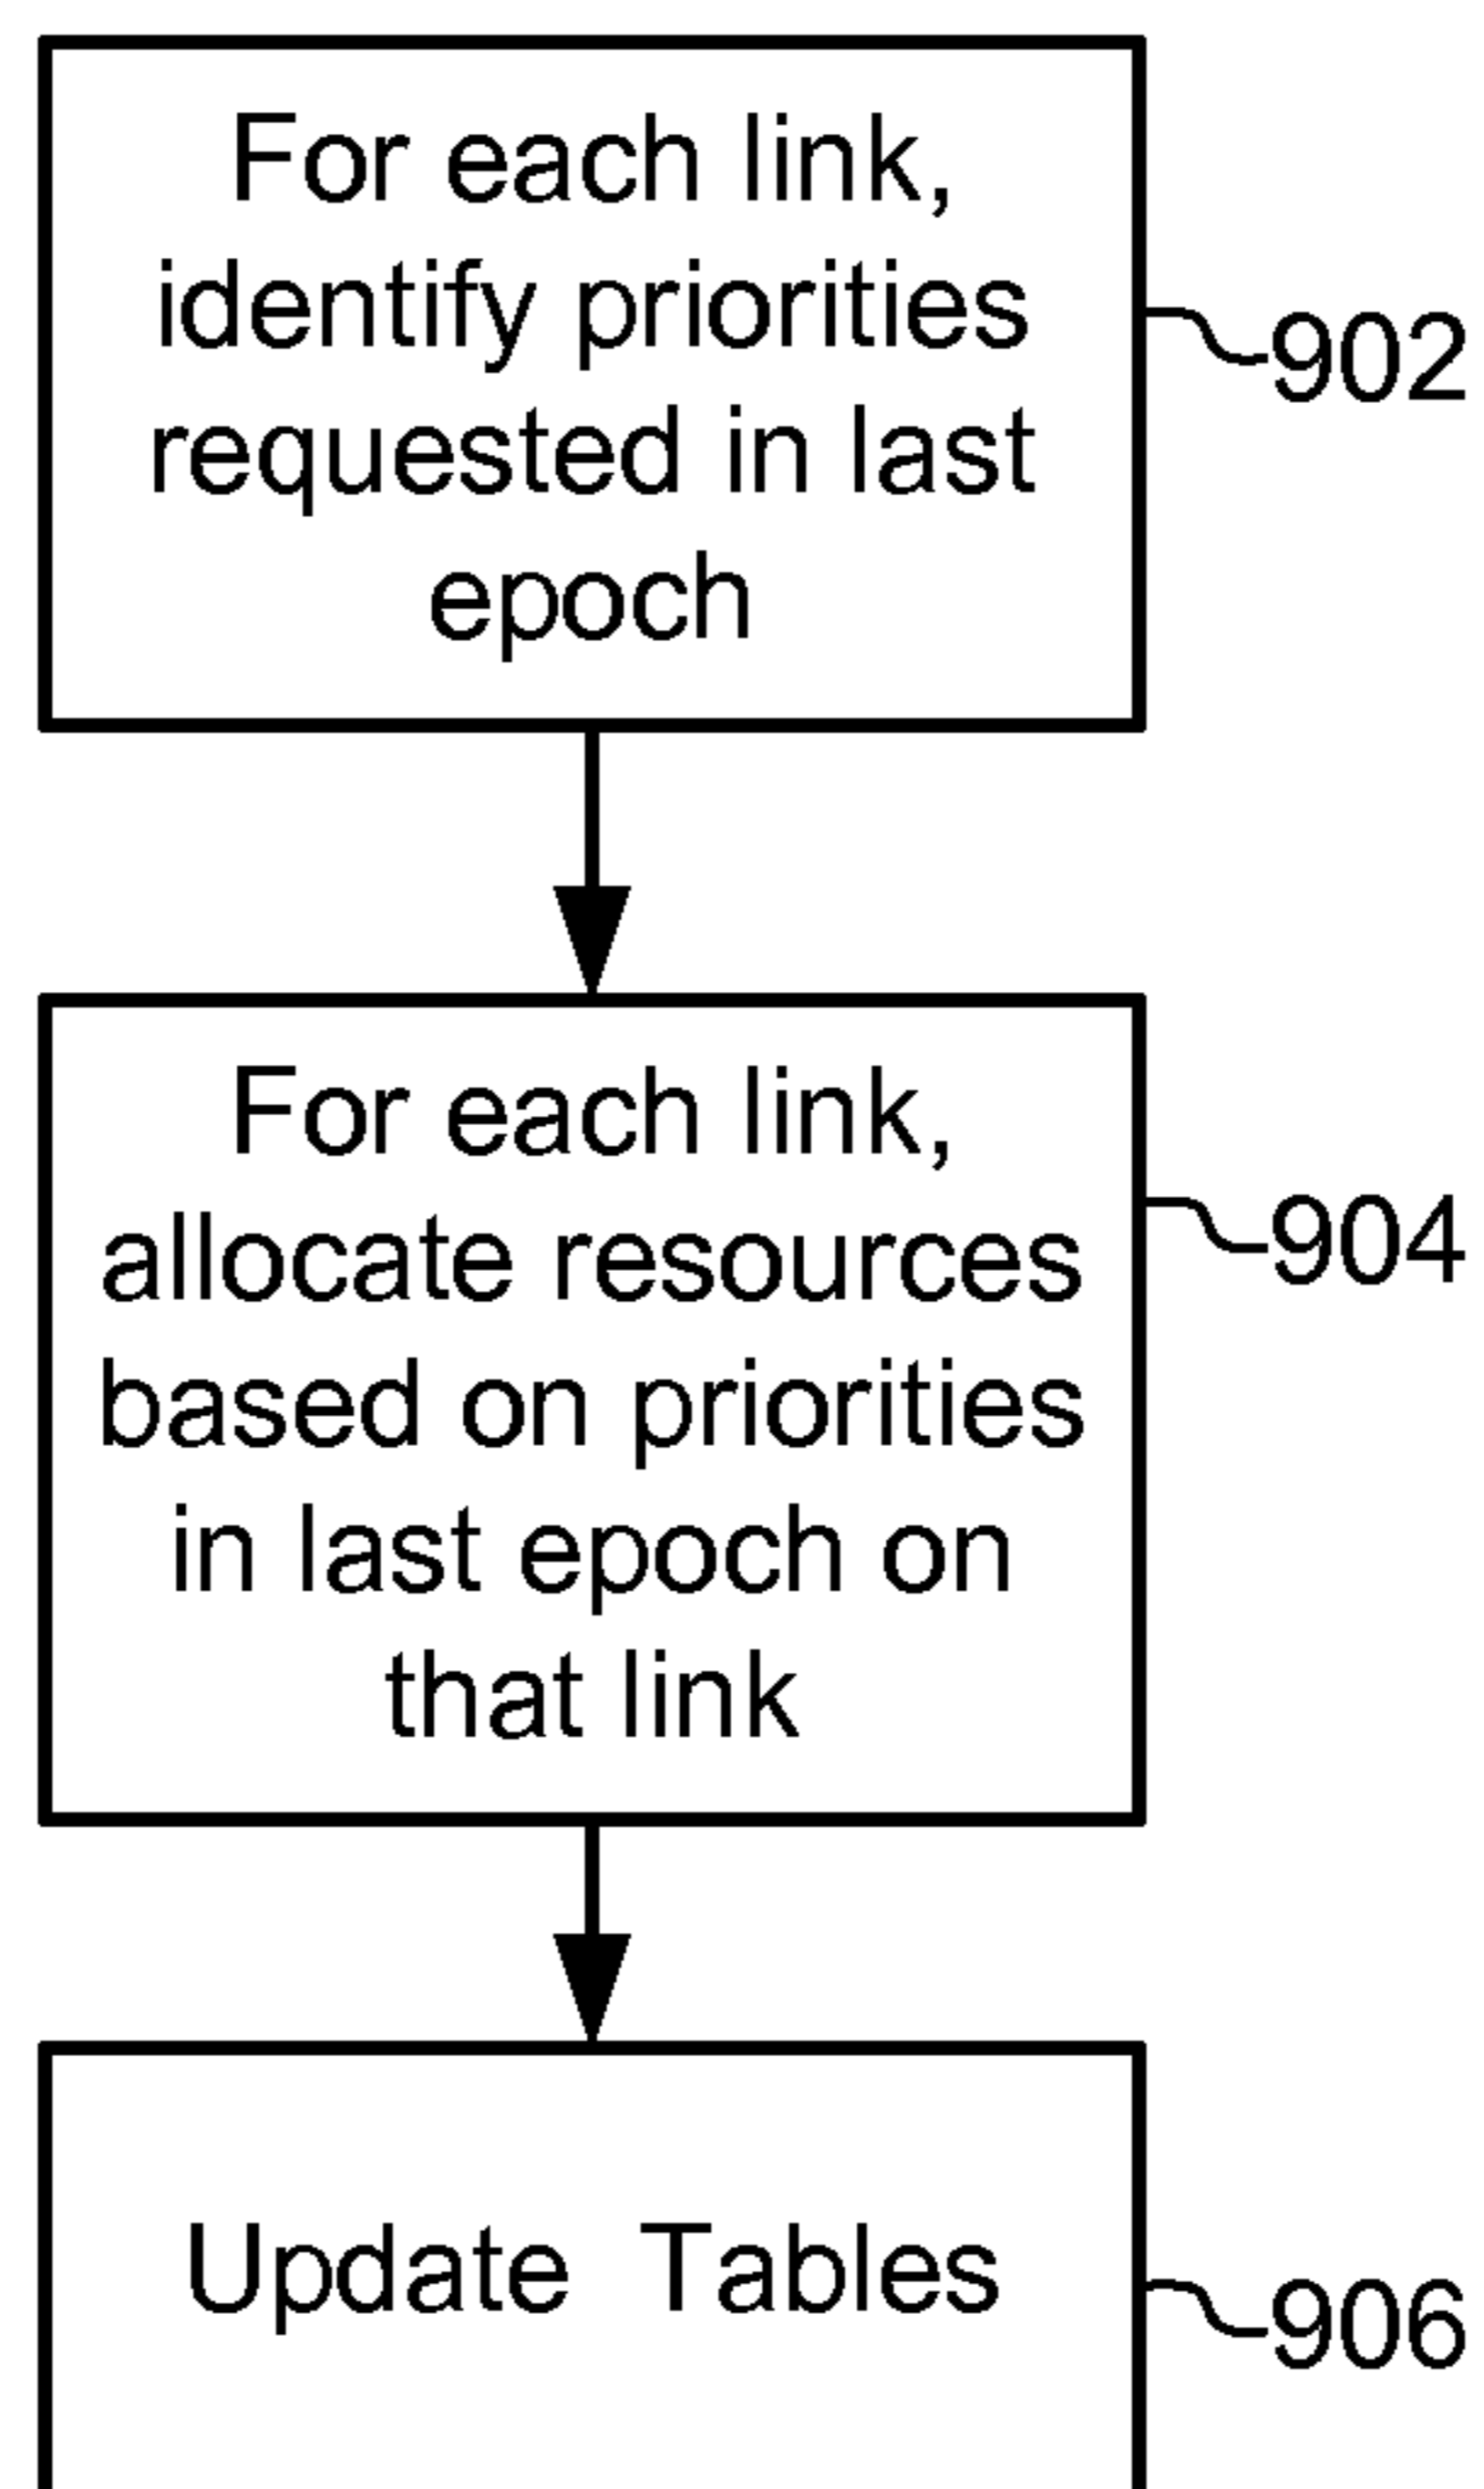 For each link,
identify priorities
requested in last
epoch
902
For each link,
allocate resources
based on priorities
in last epoch on
that link
904
Update Tables
906